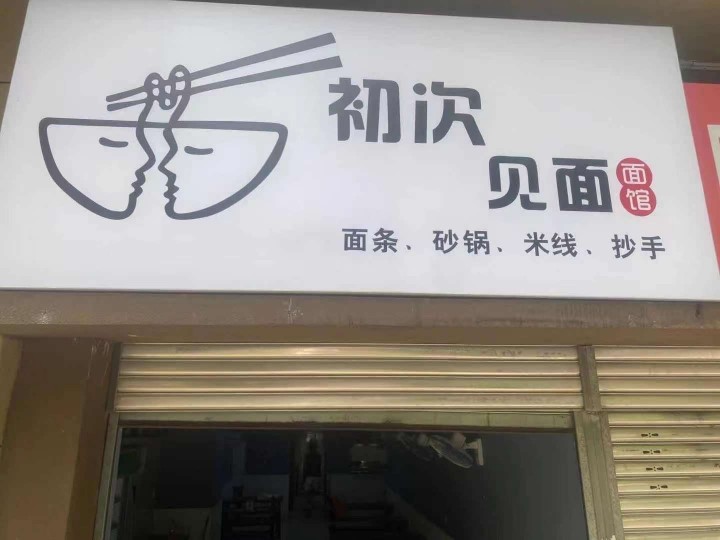 初次
见面
面馆
面条、砂锅、米线、抄手